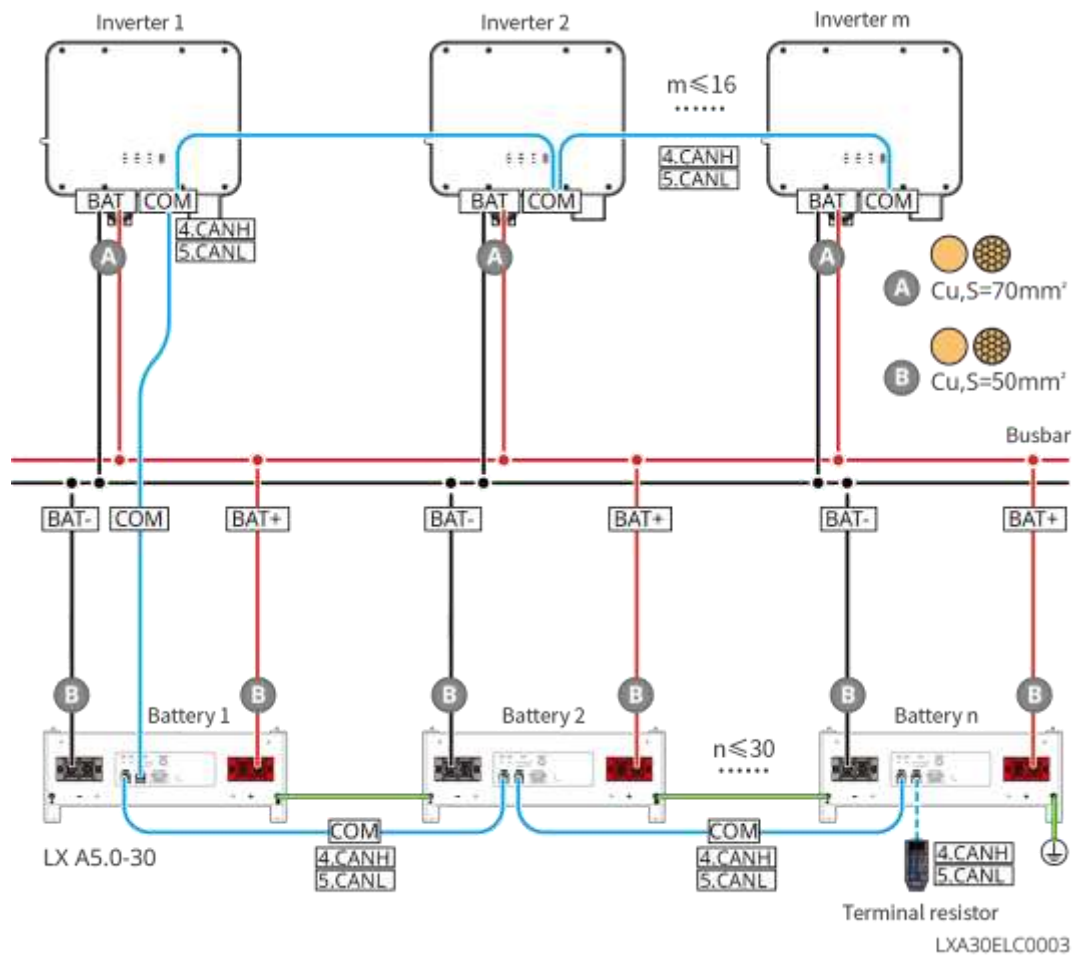 Inverter 1
Inverter 2
Inverter m
m≤16
......
4.CANH
5.CANL
BAT COM
BAT COM
BAT COM
4.CANH
5.CANL
A
A
A
A Cu,S=70mm²
B Cu,S=50mm²
Busbar
BAT-
COM
BAT+
BAT-
BAT+
BAT-
BAT+
B
B
B
B
B
B
Battery 1
Battery 2
Battery n
n≤30
......
COM
4.CANH
5.CANL
COM
4.CANH
5.CANL
4.CANH
5.CANL
LX A5.0-30
Terminal resistor
LXA30ELC0003